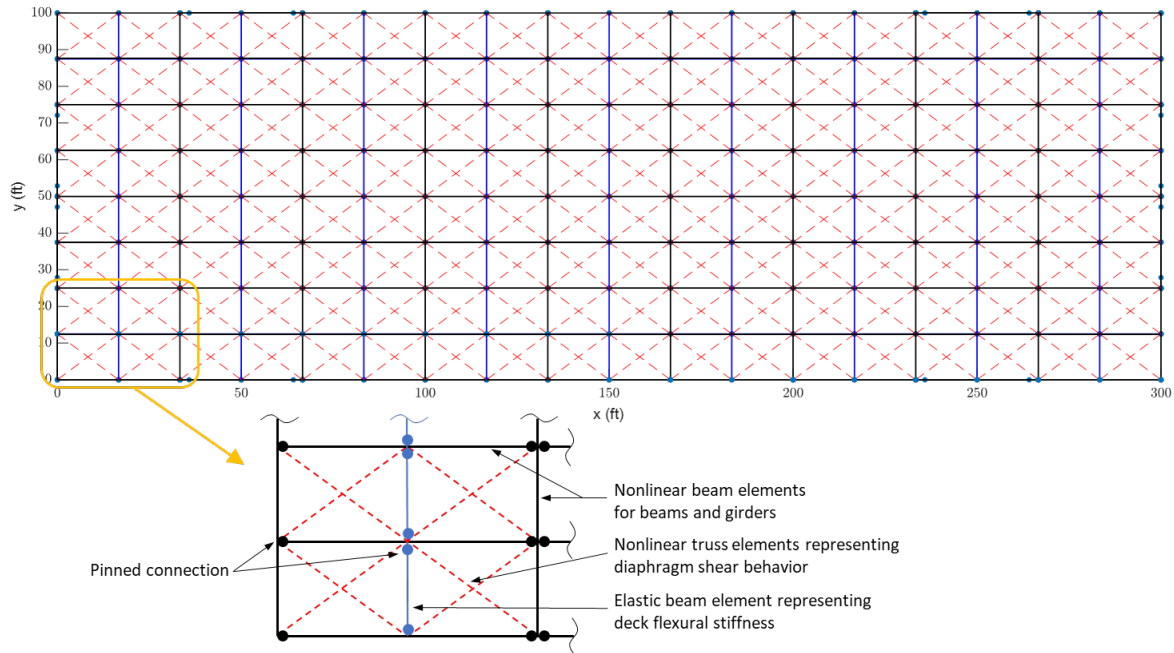 100
90
80
70
60
50
40
30
20
10
0
y (ft)
0 50 100 150 200 250 300
x (ft)
Nonlinear beam elements
for beams and girders
Nonlinear truss elements representing
diaphragm shear behavior
Pinned connection
Elastic beam element representing
deck flexural stiffness